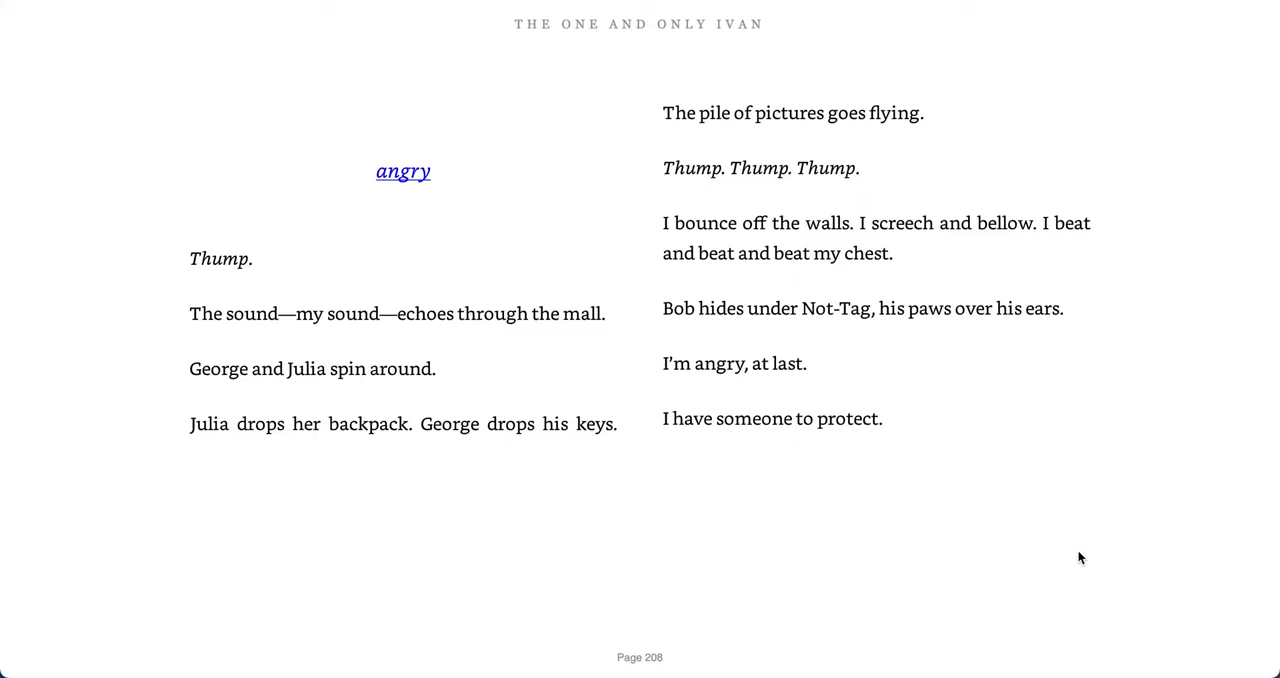 THE ONE AND ONLY IVAN
angry
Thump.
The sound—my sound—echoes through the mall.
George and Julia spin around.
Julia drops her backpack. George drops his keys.
The pile of pictures goes flying.
Thump. Thump. Thump.
I bounce off the walls. I screech and bellow. I beat
and beat and beat my chest.
Bob hides under Not-Tag, his paws over his ears.
I’m angry, at last.
I have someone to protect.
Page 208